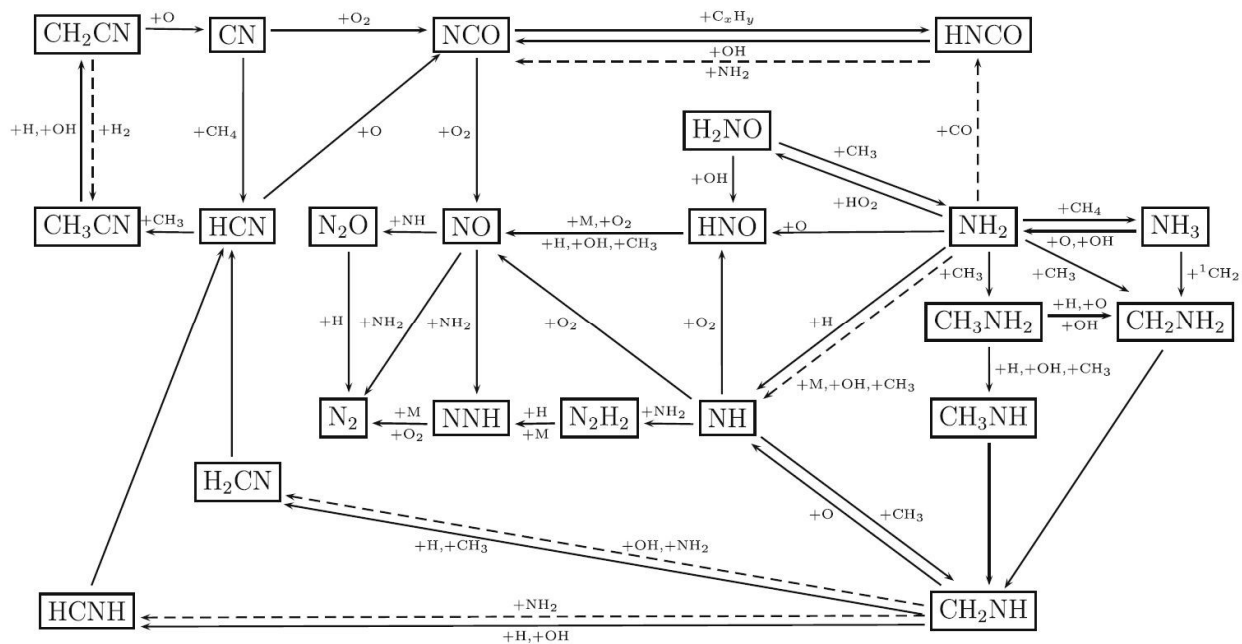 CH₂CN +O CN +O₂ NCO +CₓHᵧ HNCO
+OH
+NH₂
+H,+OH +H₂ +CH₄ +O +O₂ H₂NO +CH₃ +CO
+OH +HO₂
CH₃CN +CH₃ HCN N₂O +NH NO +M,+O₂ HNO +O NH₂ +CH₄ NH₃
+H,+OH,+CH₃ +O,+OH
+CH₃ +CH₃ +¹CH₂
+H +NH₂ +NH₂ +O₂ +O₂ +H CH₃NH₂ +H,+O CH₂NH₂
+OH
+M,+OH,+CH₃ +H,+OH,+CH₃
N₂ +M NNH +H N₂H₂ +NH₂ NH CH₃NH
+O₂ +M
H₂CN
+O +CH₃
+H,+CH₃ +OH,+NH₂
HCNH +NH₂ CH₂NH
+H,+OH